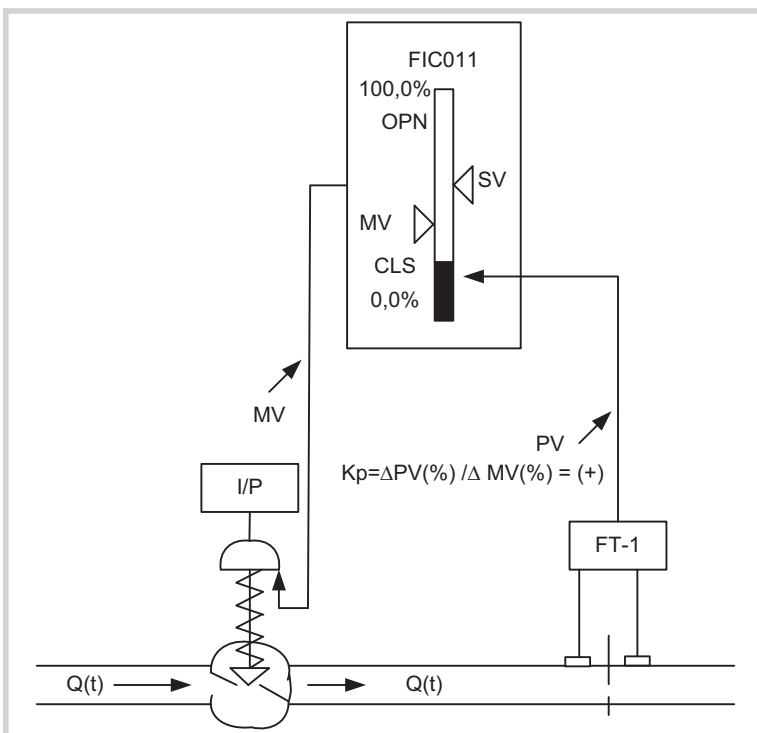 FIC011
100,0%
OPN
SV
MV
CLS
0,0%
MV
PV
Kp=ΔPV(%) /Δ MV(%) = (+)
I/P
FT-1
Q(t)
Q(t)